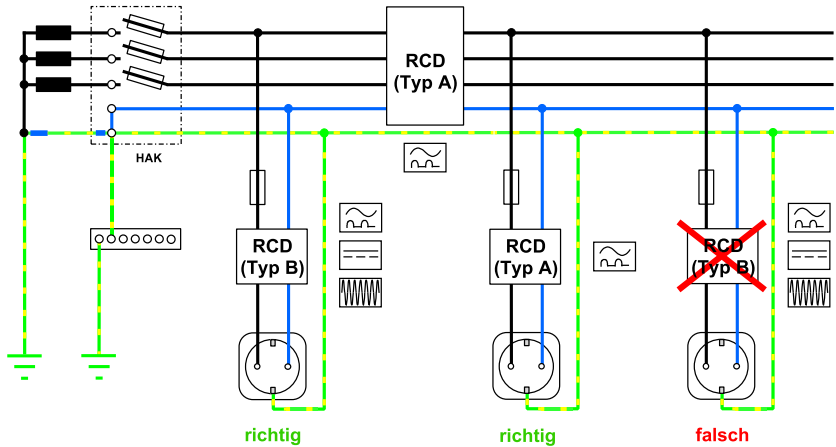 RCD
(Typ A)
HAK
RCD
(Typ B)
RCD
(Typ A)
RCD
(Typ B)
richtig
richtig
falsch